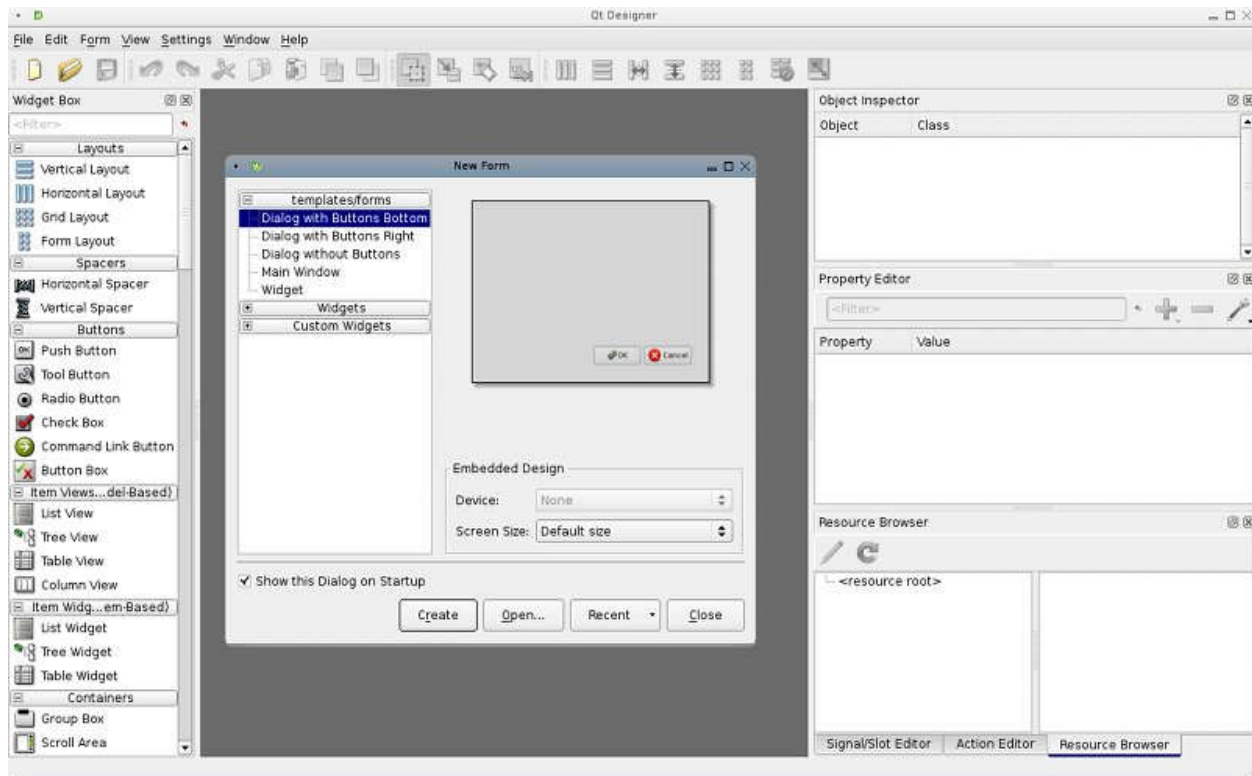 Qt Designer
File Edit Form View Settings Window Help
Widget Box
<Filter>
Layouts
Vertical Layout
Horizontal Layout
Grid Layout
Form Layout
Spacers
Horizontal Spacer
Vertical Spacer
Buttons
OK Push Button
Tool Button
Radio Button
Check Box
Command Link Button
Button Box
Item Views...del-Based)
List View
Tree View
Table View
Column View
Item Widg...em-Based)
List Widget
Tree Widget
Table Widget
Containers
Group Box
Scroll Area
New Form
templates/forms
Dialog with Buttons Bottom
Dialog with Buttons Right
Dialog without Buttons
Main Window
Widget
Widgets
Custom Widgets
OK Cancel
Embedded Design
Device: None
Screen Size: Default size
Show this Dialog on Startup
Create Open... Recent Close
Object Inspector
Object Class
Property Editor
<Filter>
Property Value
Resource Browser
<resource root>
Signal/Slot Editor Action Editor Resource Browser